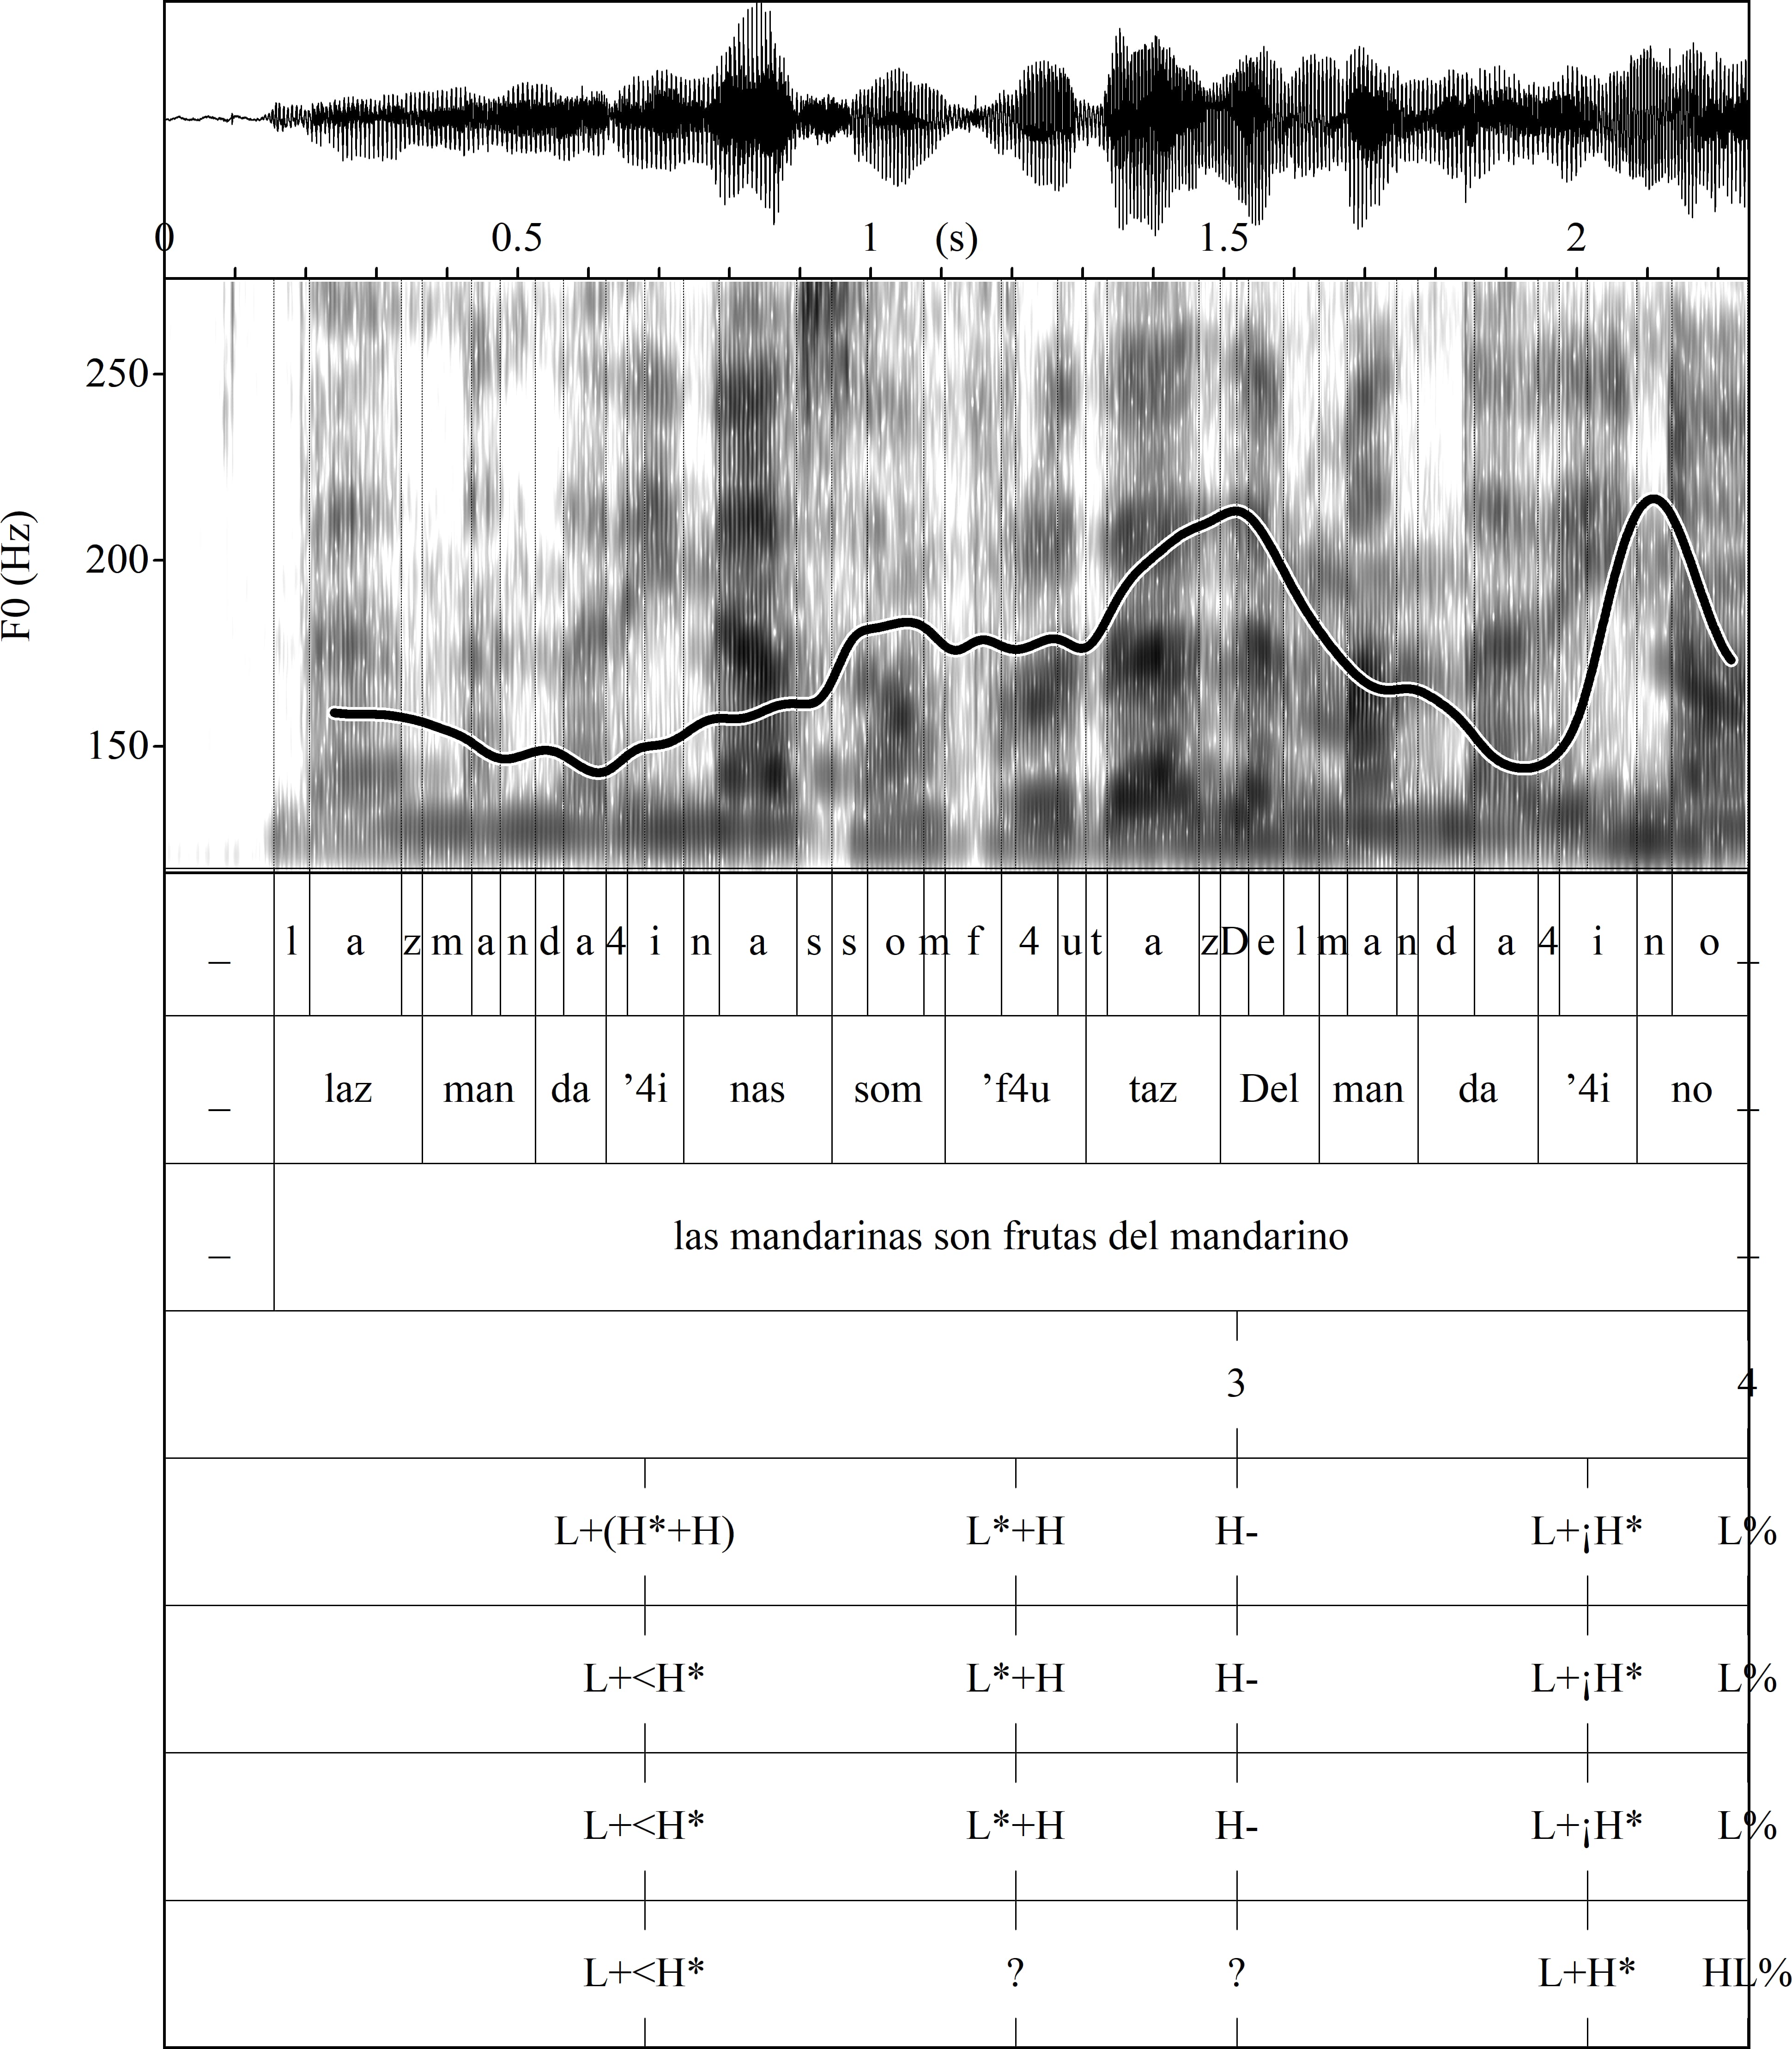 0 0.5 1 (s) 1.5 2
250
200
150
F0 (Hz)
_ l a z m a n d a 4 i n a s s o m f 4 u t a z D e l m a n d a 4 i n o _
_ laz man da ’4i nas som ’f4u taz Del man da ’4i no _
_ las mandarinas son frutas del mandarino _
3 4
L+(H*+H) L*+H H- L+¡H* L%
L+<H* L*+H H- L+¡H* L%
L+<H* L*+H H- L+¡H* L%
L+<H* ? ? L+H* HL%